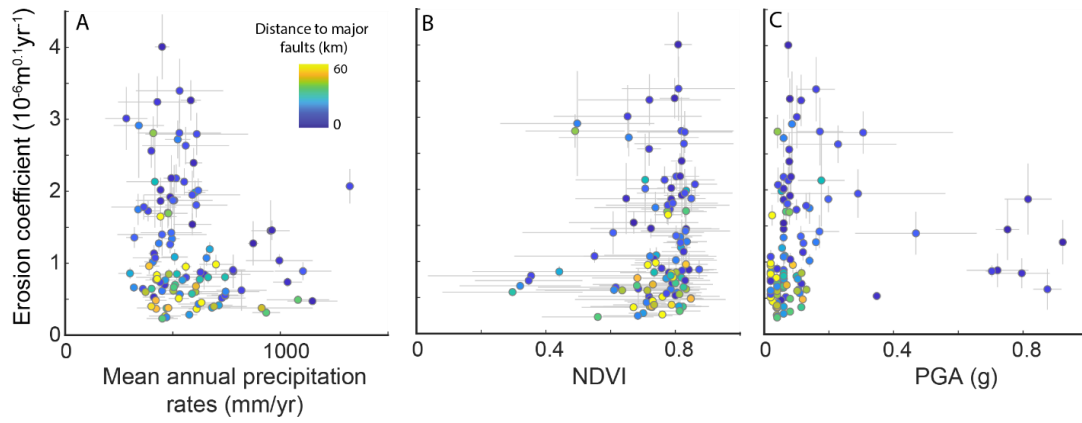 A
B
C
Distance to major
faults (km)
60
0
Erosion coefficient (10⁻⁶m⁰·¹yr⁻¹)
4
3
2
1
0
0 1000
0 0.4 0.8
0 0.4 0.8
Mean annual precipitation
rates (mm/yr)
NDVI
PGA (g)